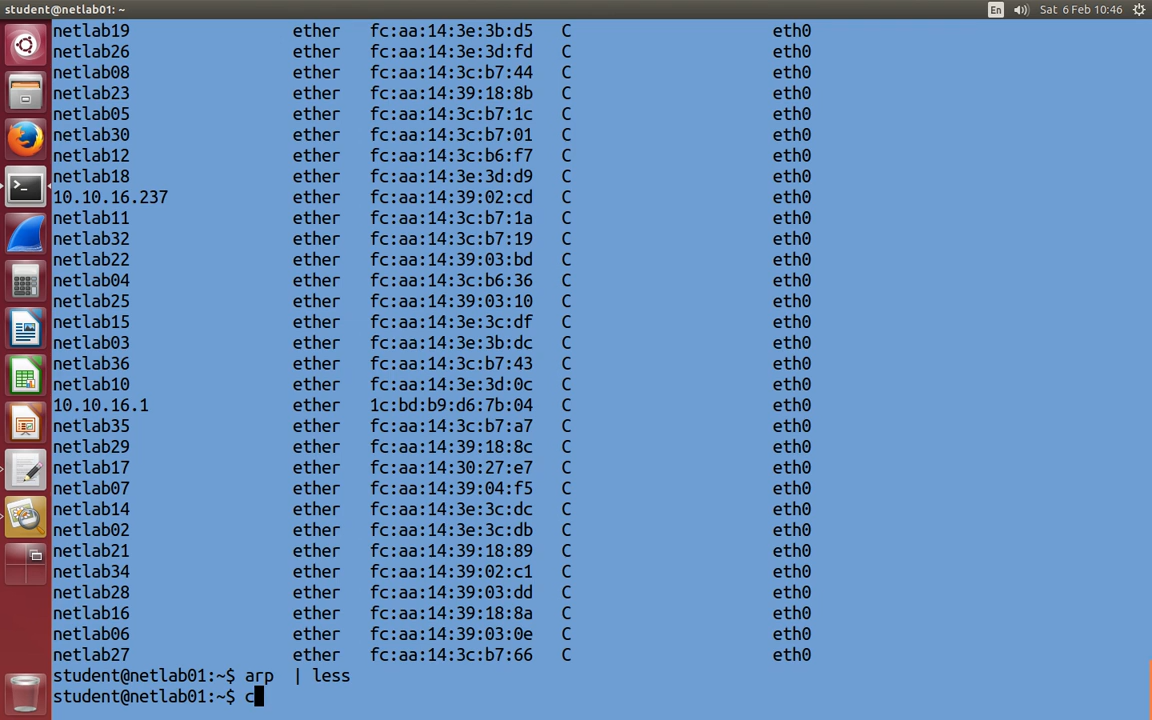 student@netlab01: ~ En Sat 6 Feb 10:46
netlab19 ether fc:aa:14:3e:3b:d5 C eth0
netlab26 ether fc:aa:14:3e:3d:fd C eth0
netlab08 ether fc:aa:14:3c:b7:44 C eth0
netlab23 ether fc:aa:14:39:18:8b C eth0
netlab05 ether fc:aa:14:3c:b7:1c C eth0
netlab30 ether fc:aa:14:3c:b7:01 C eth0
netlab12 ether fc:aa:14:3c:b6:f7 C eth0
netlab18 ether fc:aa:14:3e:3d:d9 C eth0
10.10.16.237 ether fc:aa:14:39:02:cd C eth0
netlab11 ether fc:aa:14:3c:b7:1a C eth0
netlab32 ether fc:aa:14:3c:b7:19 C eth0
netlab22 ether fc:aa:14:39:03:bd C eth0
netlab04 ether fc:aa:14:3c:b6:36 C eth0
netlab25 ether fc:aa:14:39:03:10 C eth0
netlab15 ether fc:aa:14:3e:3c:df C eth0
netlab03 ether fc:aa:14:3e:3b:dc C eth0
netlab36 ether fc:aa:14:3c:b7:43 C eth0
netlab10 ether fc:aa:14:3e:3d:0c C eth0
10.10.16.1 ether 1c:bd:b9:d6:7b:04 C eth0
netlab35 ether fc:aa:14:3c:b7:a7 C eth0
netlab29 ether fc:aa:14:39:18:8c C eth0
netlab17 ether fc:aa:14:30:27:e7 C eth0
netlab07 ether fc:aa:14:39:04:f5 C eth0
netlab14 ether fc:aa:14:3e:3c:dc C eth0
netlab02 ether fc:aa:14:3e:3c:db C eth0
netlab21 ether fc:aa:14:39:18:89 C eth0
netlab34 ether fc:aa:14:39:02:c1 C eth0
netlab28 ether fc:aa:14:39:03:dd C eth0
netlab16 ether fc:aa:14:39:18:8a C eth0
netlab06 ether fc:aa:14:39:03:0e C eth0
netlab27 ether fc:aa:14:3c:b7:66 C eth0
student@netlab01:~$ arp  | less
student@netlab01:~$ c